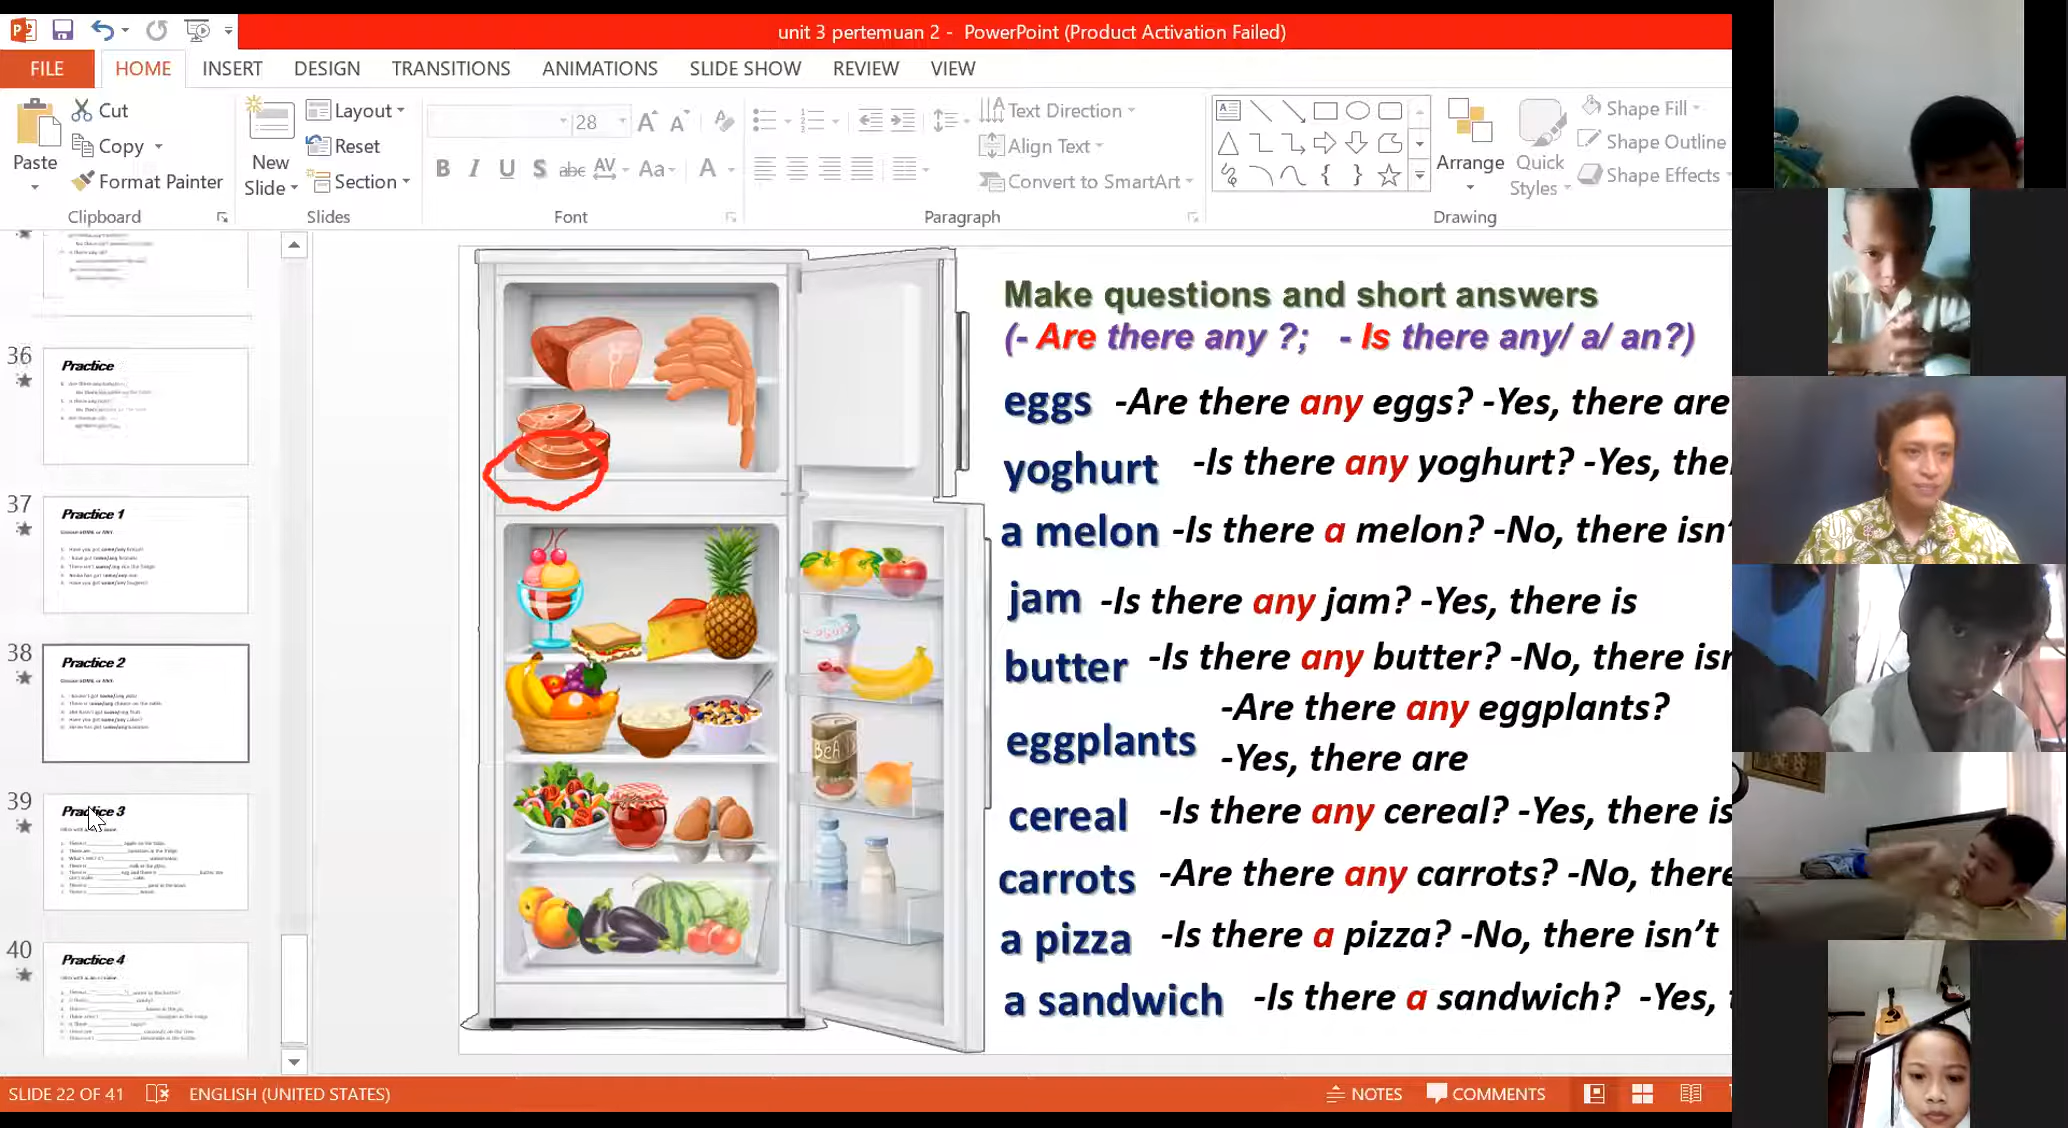 unit 3 pertemuan 2 - PowerPoint (Product Activation Failed)
FILE HOME INSERT DESIGN TRANSITIONS ANIMATIONS SLIDE SHOW REVIEW VIEW
Paste
Cut
Copy
Format Painter
Clipboard
New Slide
Layout
Reset
Section
Slides
28
B I U S abc AV Aa A
Font
Text Direction
Align Text
Convert to SmartArt
Paragraph
Arrange
Quick Styles
Shape Fill
Shape Outline
Shape Effects
Drawing
36
Practice
37
Practice 1
38
Practice 2
39
Practice 3
40
Practice 4
Make questions and short answers
(- Are there any ?; - Is there any/ a/ an?)
eggs -Are there any eggs? -Yes, there are
yoghurt -Is there any yoghurt? -Yes, the
a melon -Is there a melon? -No, there isn'
jam -Is there any jam? -Yes, there is
butter -Is there any butter? -No, there isn
eggplants -Are there any eggplants?
-Yes, there are
cereal -Is there any cereal? -Yes, there is
carrots -Are there any carrots? -No, there
a pizza -Is there a pizza? -No, there isn't
a sandwich -Is there a sandwich? -Yes,
SLIDE 22 OF 41 ENGLISH (UNITED STATES) NOTES COMMENTS